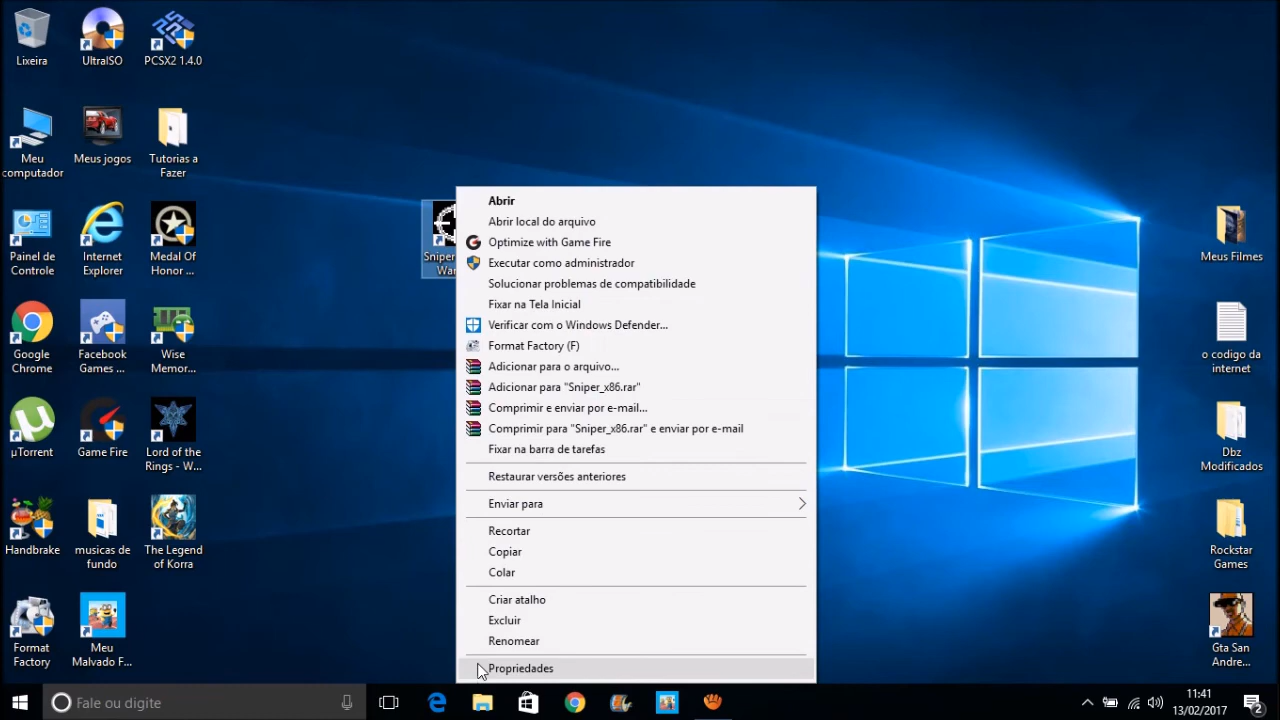 Lixeira
UltraISO
PCSX2 1.4.0
Meu
computador
Meus jogos
Tutorias a
Fazer
Painel de
Controle
Internet
Explorer
Medal Of
Honor ...
Google
Chrome
Facebook
Games ...
Wise
Memor...
µTorrent
Game Fire
Lord of the
Rings - W...
Handbrake
musicas de
fundo
The Legend
of Korra
Format
Factory
Meu
Malvado F...
Sniper
War
Abrir
Abrir local do arquivo
Optimize with Game Fire
Executar como administrador
Solucionar problemas de compatibilidade
Fixar na Tela Inicial
Verificar com o Windows Defender...
Format Factory (F)
Adicionar para o arquivo...
Adicionar para "Sniper_x86.rar"
Comprimir e enviar por e-mail...
Comprimir para "Sniper_x86.rar" e enviar por e-mail
Fixar na barra de tarefas
Restaurar versões anteriores
Enviar para
Recortar
Copiar
Colar
Criar atalho
Excluir
Renomear
Propriedades
Meus Filmes
o codigo da
internet
Dbz
Modificados
Rockstar
Games
Gta San
Andre...
Fale ou digite
11:41
13/02/2017
2